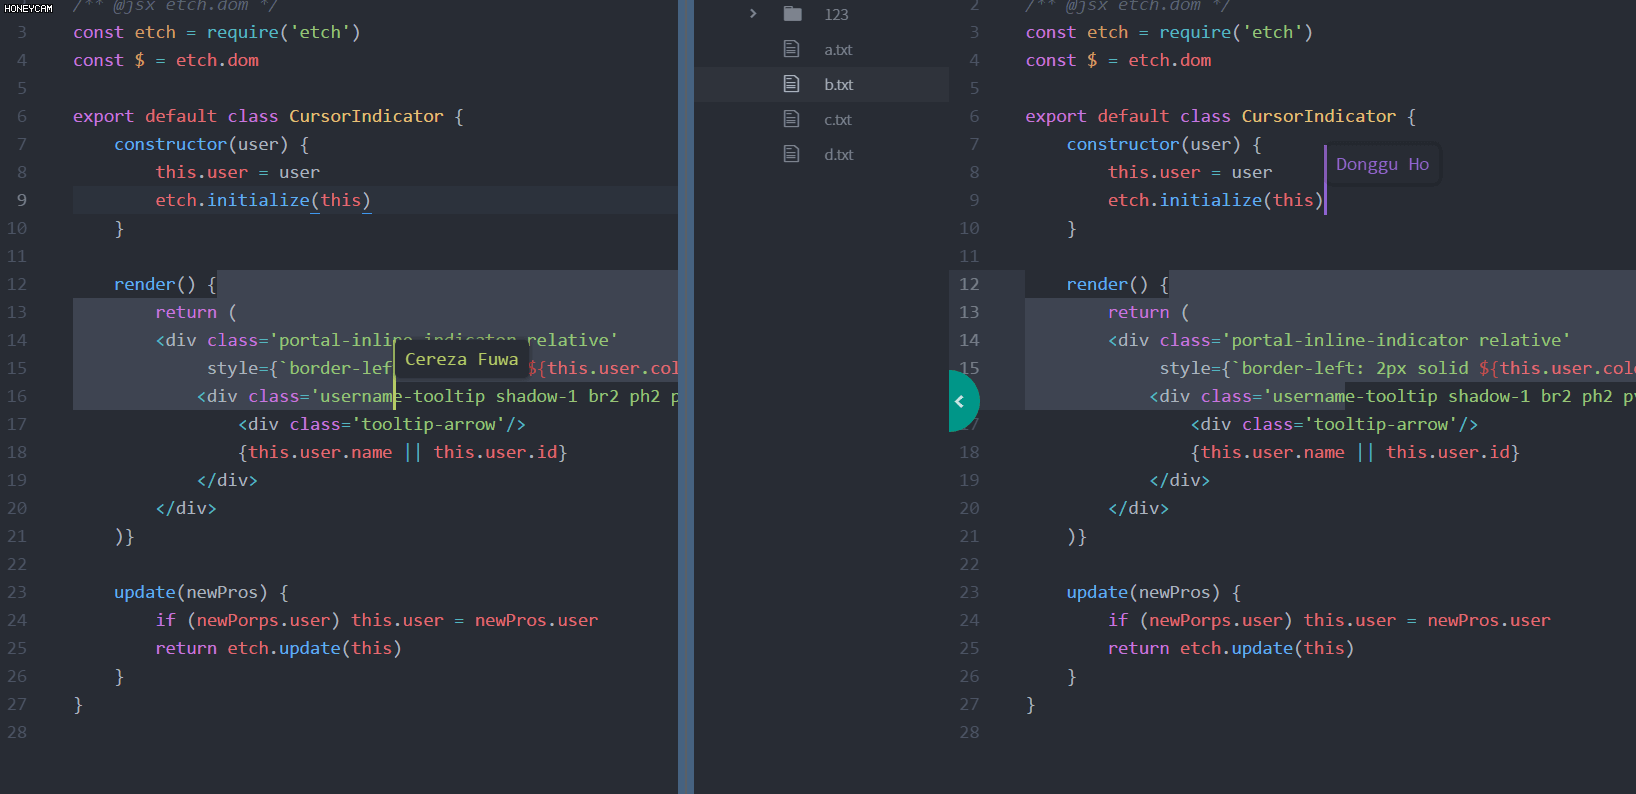 HONEYCAM
/** @jsx etch.dom */
3 const etch = require('etch')
4 const $ = etch.dom
5
6 export default class CursorIndicator {
7 constructor(user) {
8 this.user = user
9 etch.initialize(this)
10 }
11
12 render() {
13 return (
14 <div class='portal-inline-indicator relative'
Cereza Fuwa
15 style={`border-lef ${this.user.col
16 <div class='username-tooltip shadow-1 br2 ph2 p
17 <div class='tooltip-arrow'/>
18 {this.user.name || this.user.id}
19 </div>
20 </div>
21 )}
22
23 update(newPros) {
24 if (newPorps.user) this.user = newPros.user
25 return etch.update(this)
26 }
27 }
28
123
a.txt
b.txt
c.txt
d.txt
2 /** @jsx etch.dom */
3 const etch = require('etch')
4 const $ = etch.dom
5
6 export default class CursorIndicator {
7 constructor(user) {
Donggu Ho
8 this.user = user
9 etch.initialize(this)
10 }
11
12 render() {
13 return (
14 <div class='portal-inline-indicator relative'
15 style={`border-left: 2px solid ${this.user.colo
16 <div class='username-tooltip shadow-1 br2 ph2 pv
17 <div class='tooltip-arrow'/>
18 {this.user.name || this.user.id}
19 </div>
20 </div>
21 )}
22
23 update(newPros) {
24 if (newPorps.user) this.user = newPros.user
25 return etch.update(this)
26 }
27 }
28